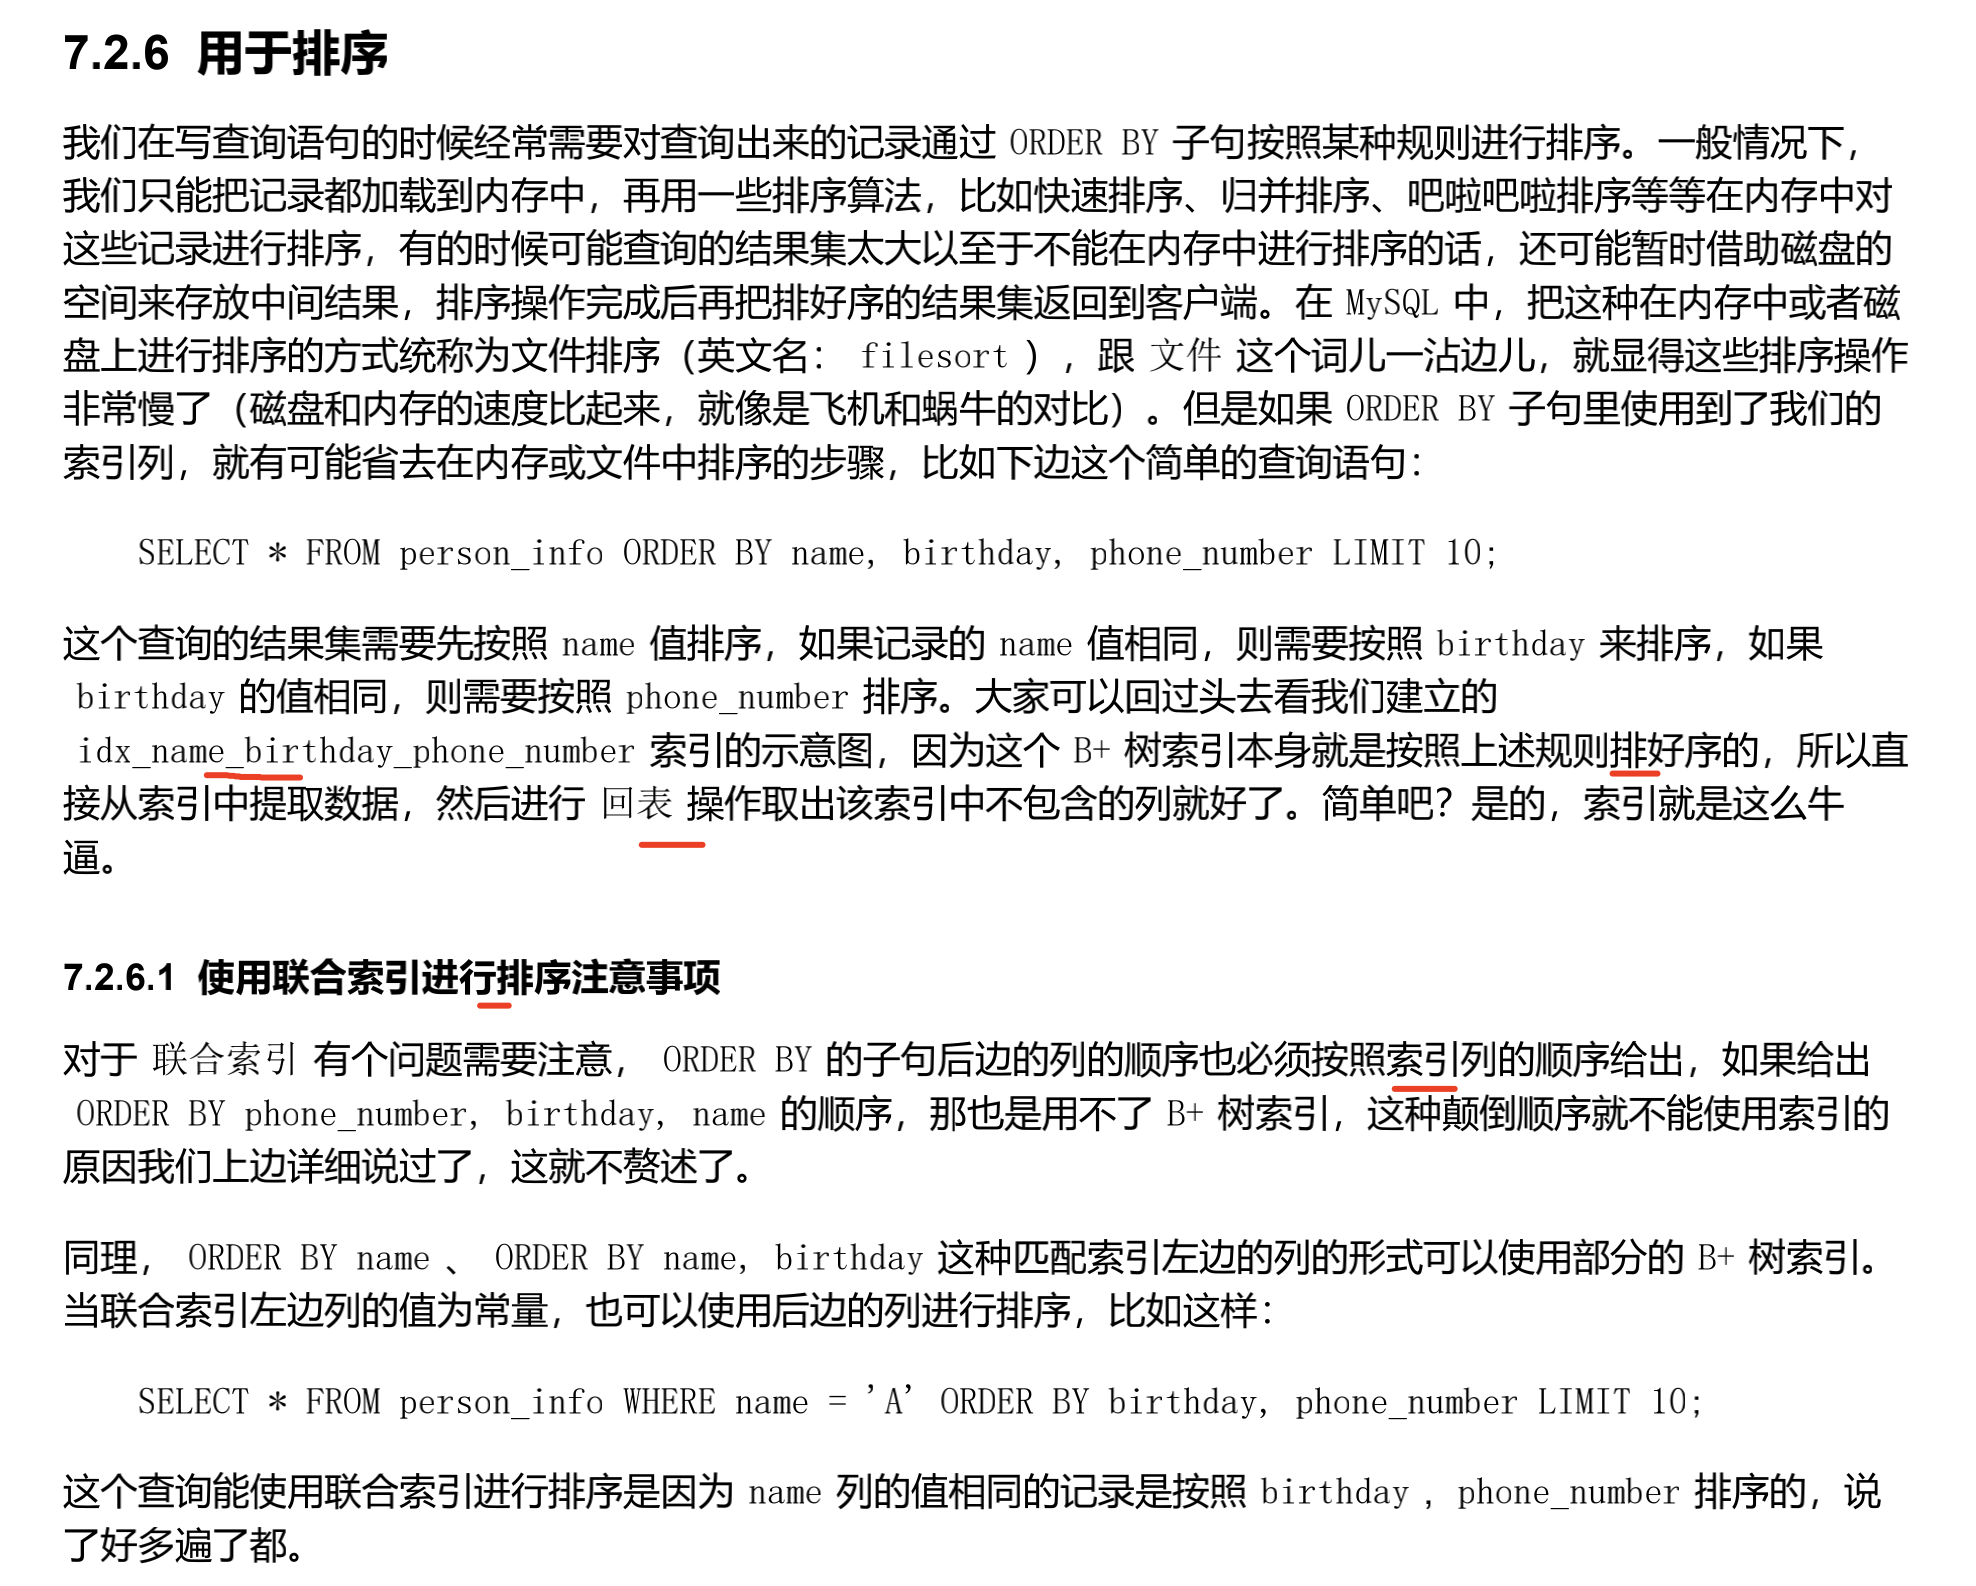 7.2.6 用于排序
我们在写查询语句的时候经常需要对查询出来的记录通过 ORDER BY 子句按照某种规则进行排序。一般情况下，
我们只能把记录都加载到内存中，再用一些排序算法，比如快速排序、归并排序、吧啦吧啦排序等等在内存中对
这些记录进行排序，有的时候可能查询的结果集太大以至于不能在内存中进行排序的话，还可能暂时借助磁盘的
空间来存放中间结果，排序操作完成后再把排好序的结果集返回到客户端。在 MySQL 中，把这种在内存中或者磁
盘上进行排序的方式统称为文件排序（英文名： filesort ），跟 文件 这个词儿一沾边儿，就显得这些排序操作
非常慢了（磁盘和内存的速度比起来，就像是飞机和蜗牛的对比）。但是如果 ORDER BY 子句里使用到了我们的
索引列，就有可能省去在内存或文件中排序的步骤，比如下边这个简单的查询语句：
SELECT * FROM person_info ORDER BY name, birthday, phone_number LIMIT 10;
这个查询的结果集需要先按照 name 值排序，如果记录的 name 值相同，则需要按照 birthday 来排序，如果
birthday 的值相同，则需要按照 phone_number 排序。大家可以回过头去看我们建立的
idx_name_birthday_phone_number 索引的示意图，因为这个 B+ 树索引本身就是按照上述规则排好序的，所以直
接从索引中提取数据，然后进行 回表 操作取出该索引中不包含的列就好了。简单吧？是的，索引就是这么牛
逼。
7.2.6.1 使用联合索引进行排序注意事项
对于 联合索引 有个问题需要注意， ORDER BY 的子句后边的列的顺序也必须按照索引列的顺序给出，如果给出
ORDER BY phone_number, birthday, name 的顺序，那也是用不了 B+ 树索引，这种颠倒顺序就不能使用索引的
原因我们上边详细说过了，这就不赘述了。
同理， ORDER BY name 、 ORDER BY name, birthday 这种匹配索引左边的列的形式可以使用部分的 B+ 树索引。
当联合索引左边列的值为常量，也可以使用后边的列进行排序，比如这样：
SELECT * FROM person_info WHERE name = 'A' ORDER BY birthday, phone_number LIMIT 10;
这个查询能使用联合索引进行排序是因为 name 列的值相同的记录是按照 birthday , phone_number 排序的，说
了好多遍了都。